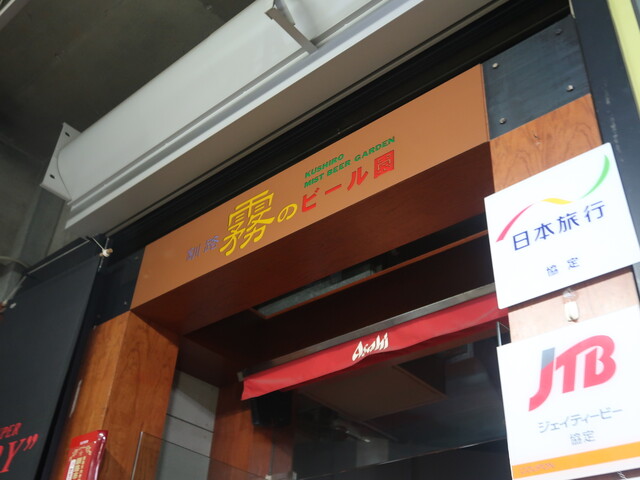 KUSHIRO
MIST BEER GARDEN
釧路霧のビール園
Asahi
日本旅行
協定
JTB
ジェイティービー
協定